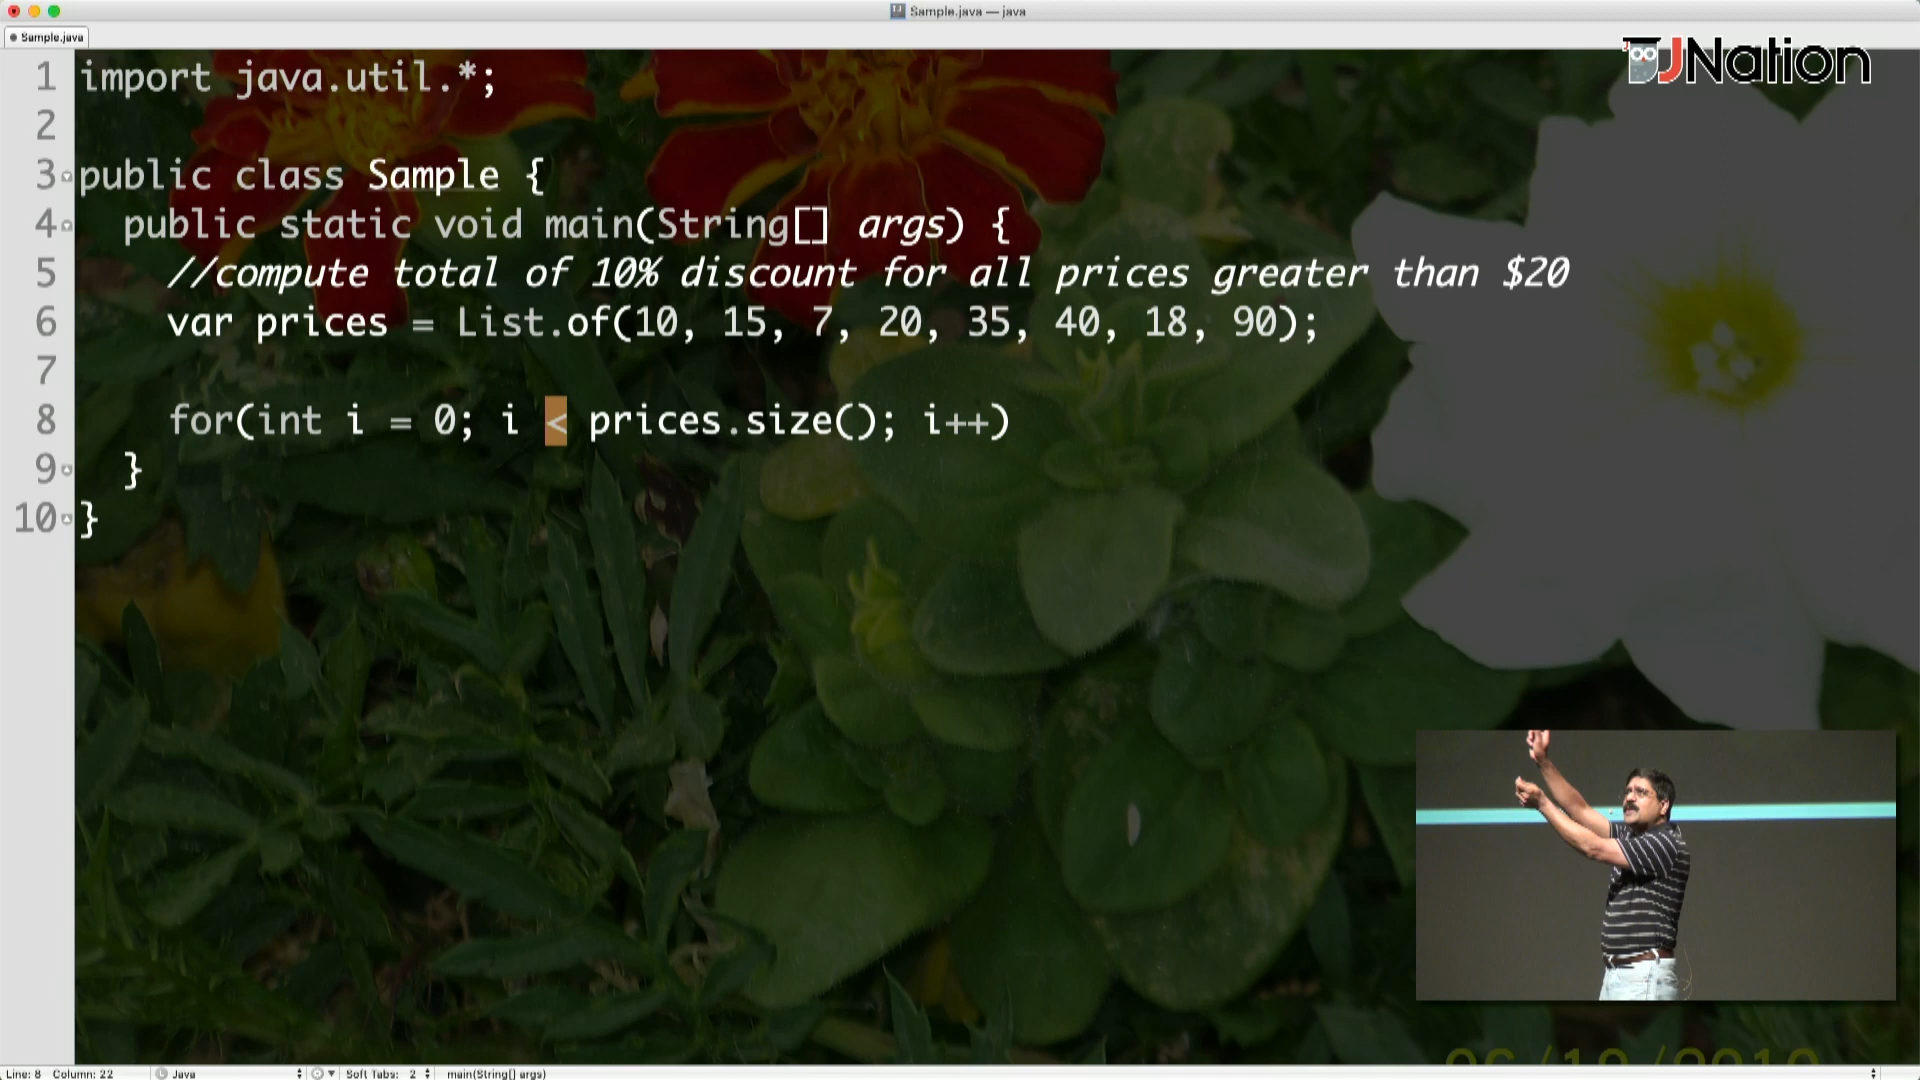 Sample.java — java
Sample.java
JNation
1 import java.util.*;
2
3 public class Sample {
4 public static void main(String[] args) {
5 //compute total of 10% discount for all prices greater than $20
6 var prices = List.of(10, 15, 7, 20, 35, 40, 18, 90);
7
8 for(int i = 0; i < prices.size(); i++)
9 }
10 }
Line: 8 Column: 22 Java Soft Tabs: 2 main(String[] args)